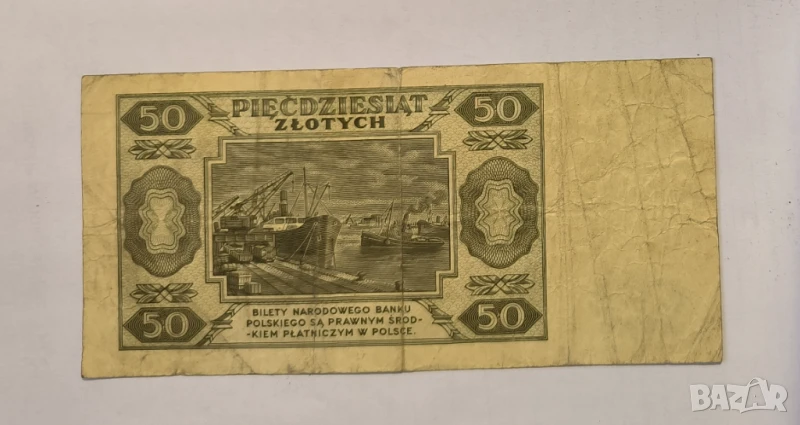 50 PIĘĆDZIESIĄT 50
ZŁOTYCH
BILETY NARODOWEGO BANKU
POLSKIEGO SĄ PRAWNYM ŚROD-
-KIEM PŁATNICZYM W POLSCE.
50 50
BAZAR